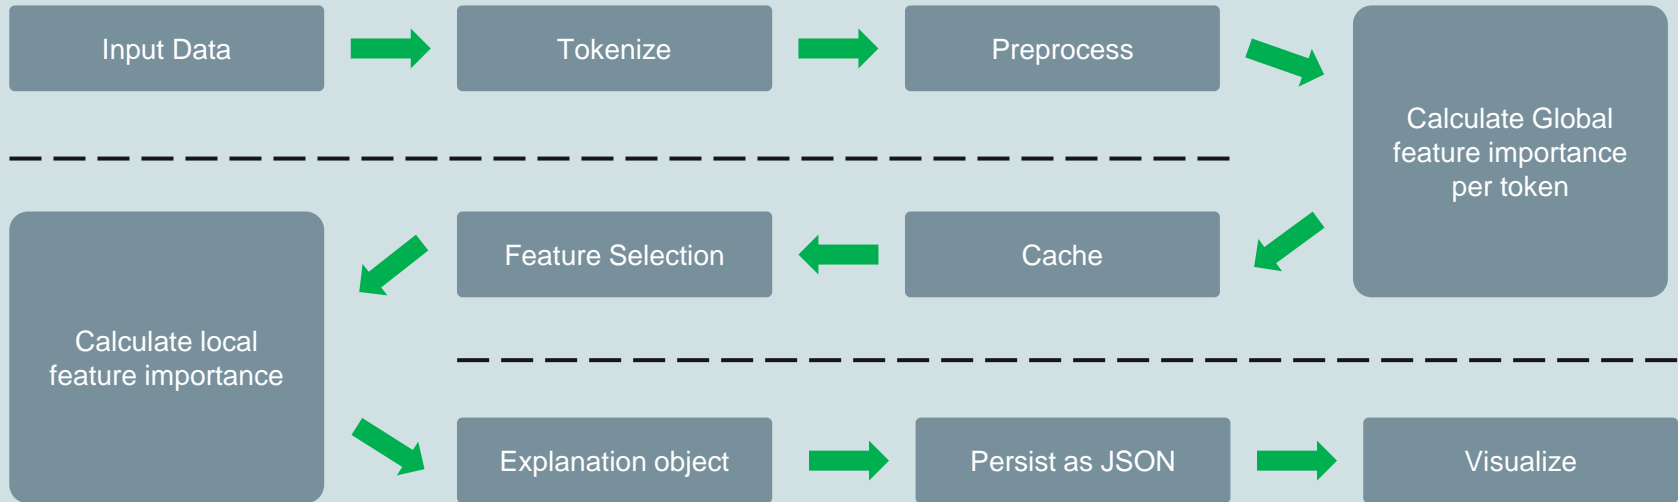 Input Data
Tokenize
Preprocess
Calculate Global
feature importance
per token
Cache
Feature Selection
Calculate local
feature importance
Explanation object
Persist as JSON
Visualize